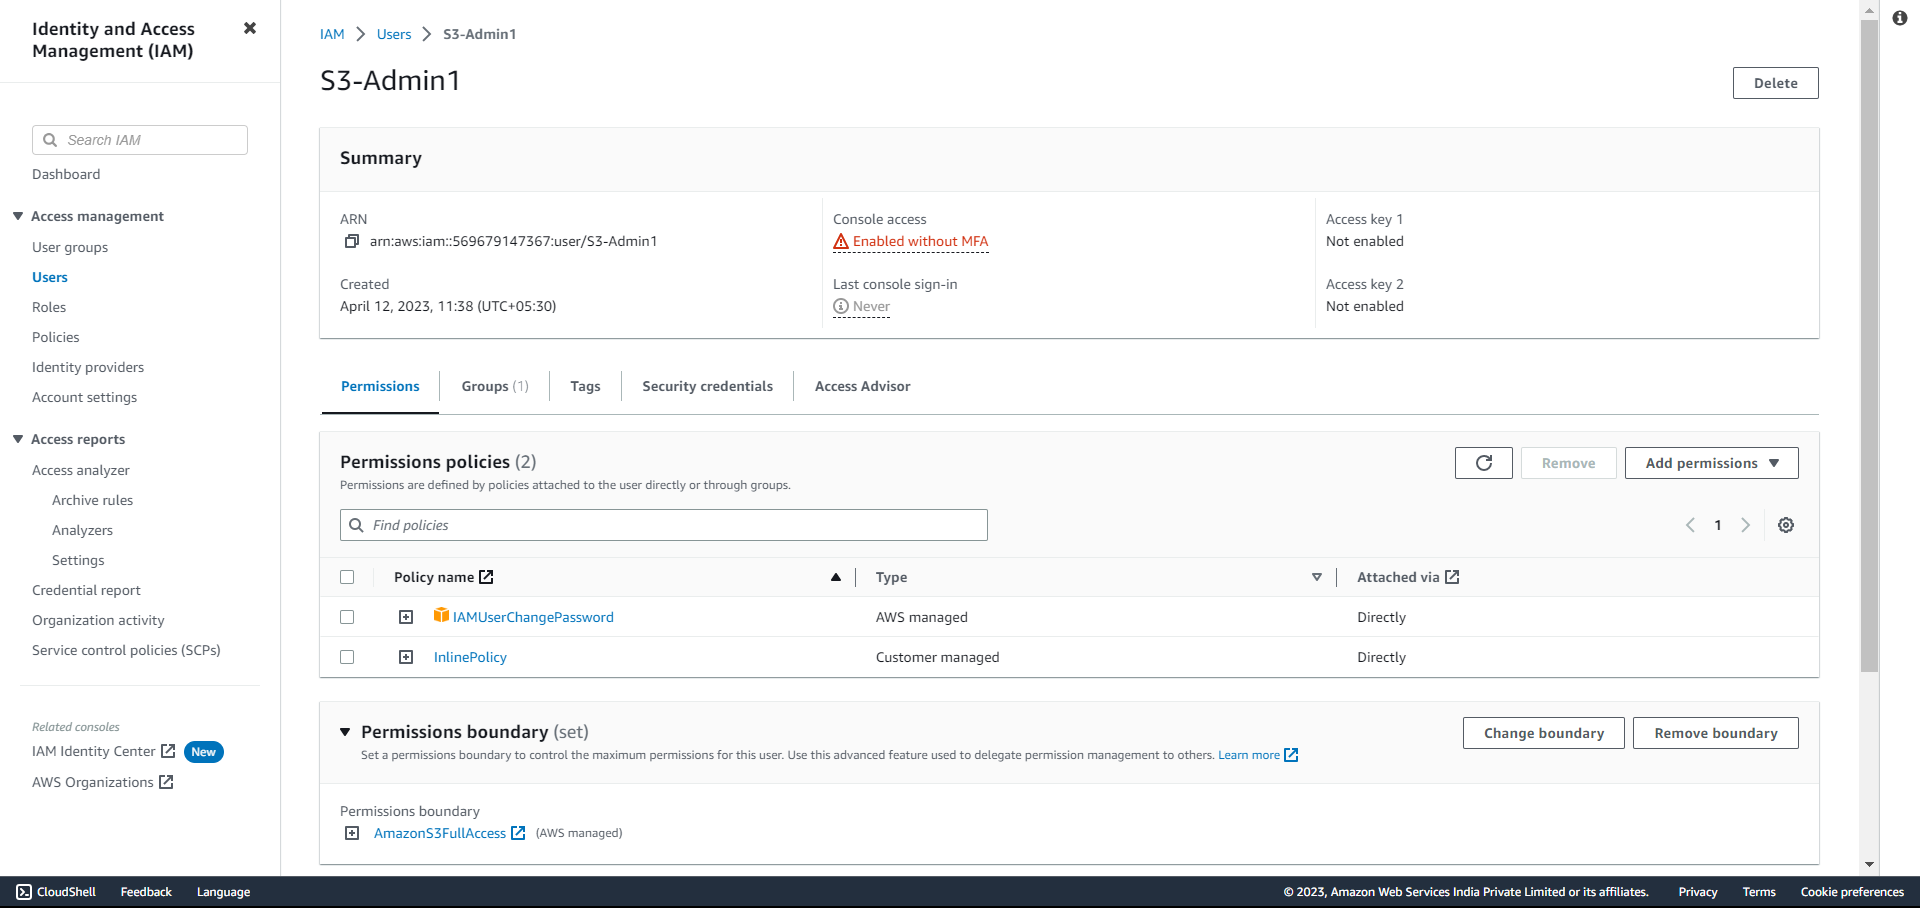 Identity and Access
Management (IAM)
Search IAM
Dashboard
Access management
User groups
Users
Roles
Policies
Identity providers
Account settings
Access reports
Access analyzer
Archive rules
Analyzers
Settings
Credential report
Organization activity
Service control policies (SCPs)
Related consoles
IAM Identity Center New
AWS Organizations
IAM > Users > S3-Admin1
S3-Admin1
Delete
Summary
ARN
arn:aws:iam::569679147367:user/S3-Admin1
Created
April 12, 2023, 11:38 (UTC+05:30)
Console access
Enabled without MFA
Last console sign-in
Never
Access key 1
Not enabled
Access key 2
Not enabled
Permissions Groups (1) Tags Security credentials Access Advisor
Permissions policies (2)
Permissions are defined by policies attached to the user directly or through groups.
Remove Add permissions
Find policies
1
Policy name Type Attached via
IAMUserChangePassword AWS managed Directly
InlinePolicy Customer managed Directly
Permissions boundary (set)
Set a permissions boundary to control the maximum permissions for this user. Use this advanced feature used to delegate permission management to others. Learn more
Change boundary Remove boundary
Permissions boundary
AmazonS3FullAccess (AWS managed)
CloudShell Feedback Language
© 2023, Amazon Web Services India Private Limited or its affiliates. Privacy Terms Cookie preferences